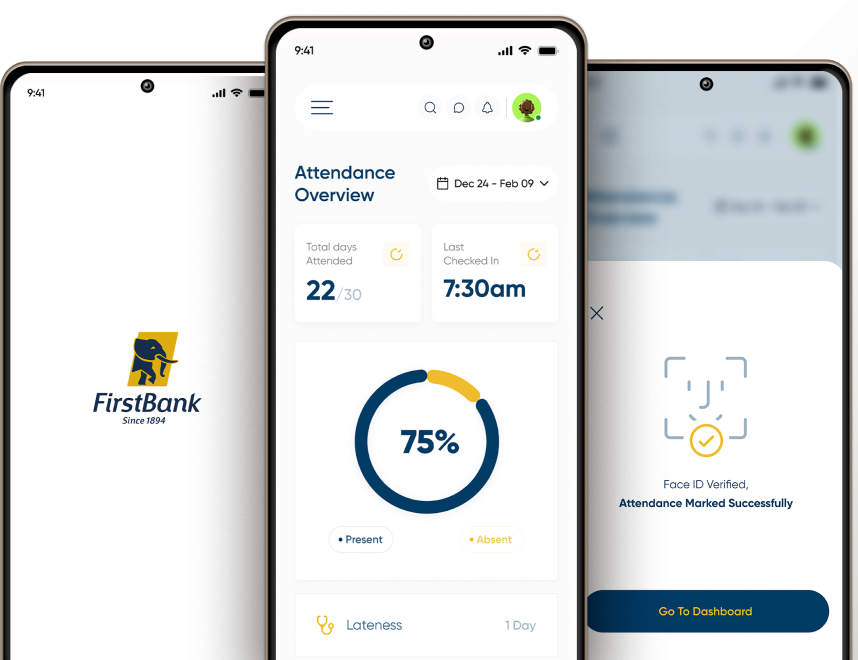 9:41
FirstBank
Since 1894
9:41
Attendance
Overview
Dec 24 - Feb 09
Total days
Attended
22/30
Last
Checked In
7:30am
75%
Present
Absent
Lateness
1 Day
Face ID Verified,
Attendance Marked Successfully
Go To Dashboard